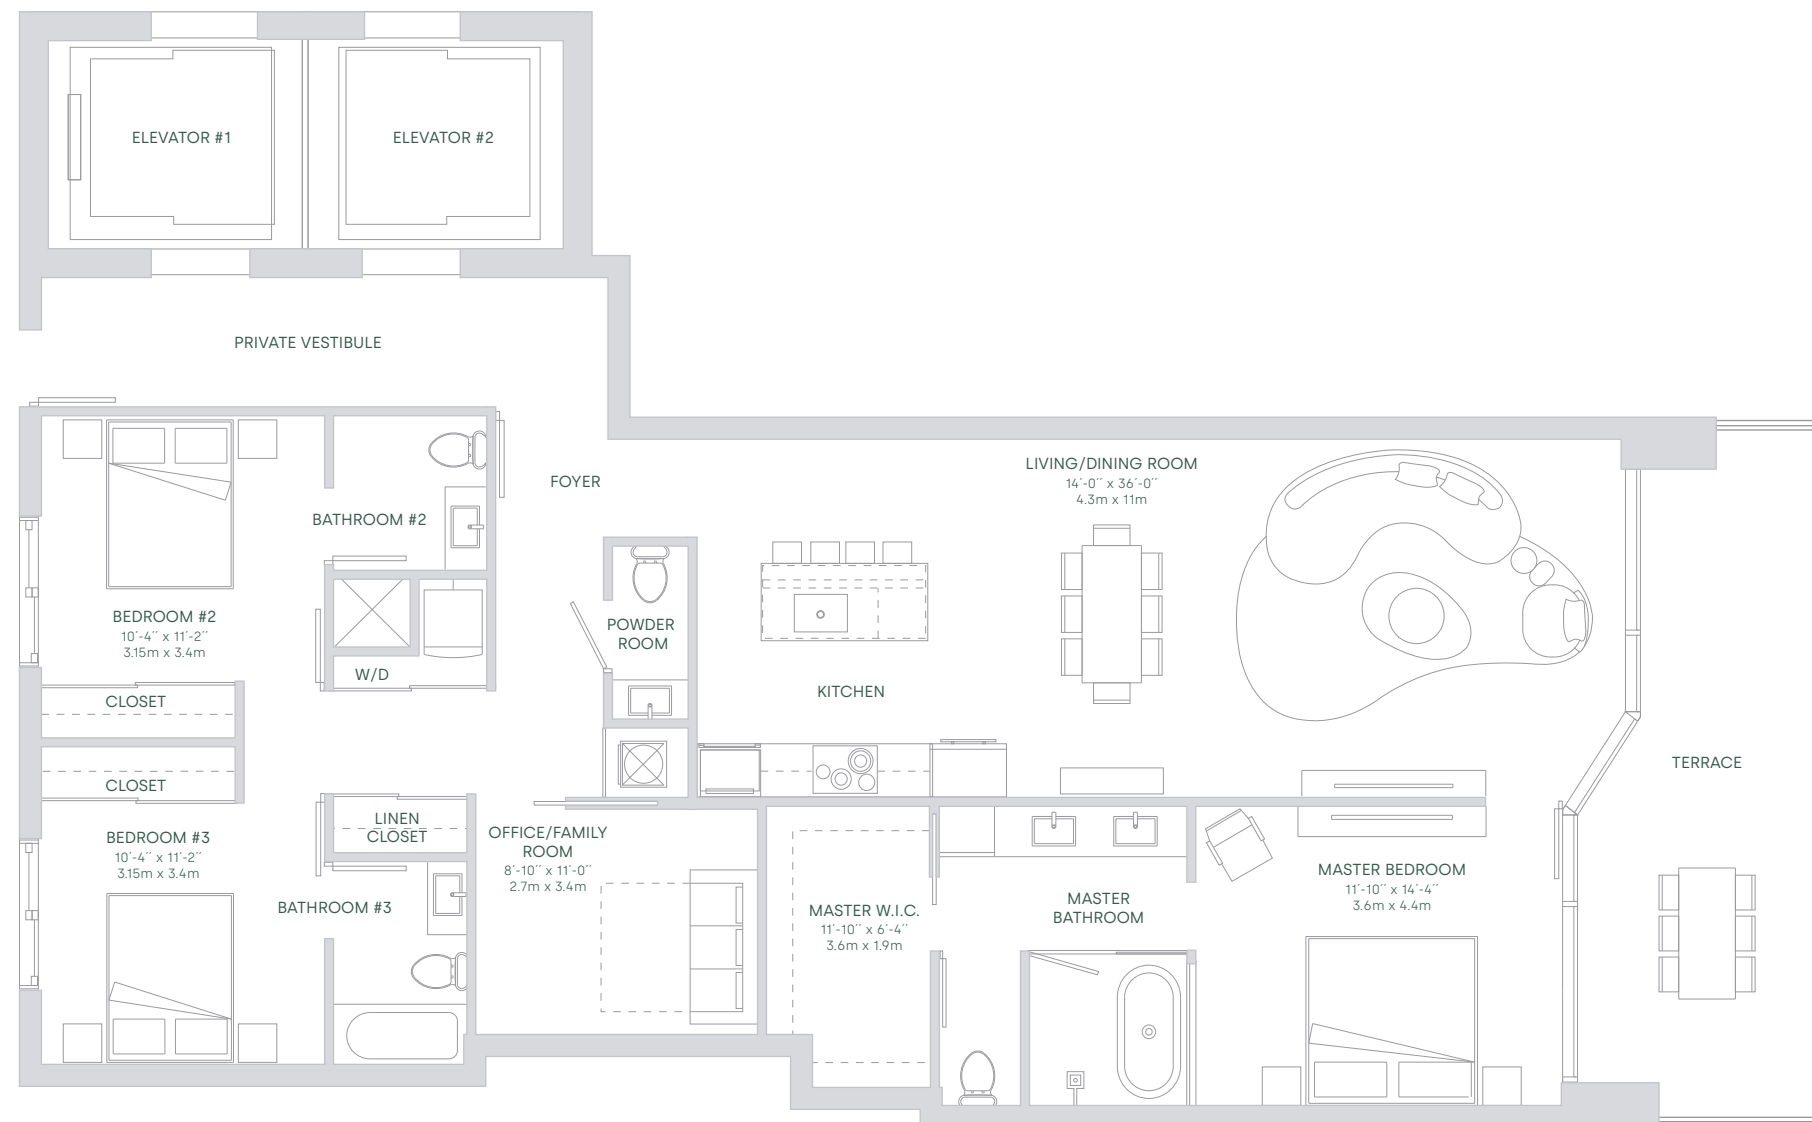 ELEVATOR #1
ELEVATOR #2
PRIVATE VESTIBULE
FOYER
LIVING/DINING ROOM
14´-0´´ x 36´-0´´
4.3m x 11m
BATHROOM #2
BEDROOM #2
10´-4´´ x 11´-2´´
3.15m x 3.4m
POWDER
ROOM
W/D
KITCHEN
CLOSET
TERRACE
CLOSET
LINEN
CLOSET
BEDROOM #3
10´-4´´ x 11´-2´´
3.15m x 3.4m
OFFICE/FAMILY
ROOM
8´-10´´ x 11´-0´´
2.7m x 3.4m
MASTER BEDROOM
11´-10´´ x 14´-4´´
3.6m x 4.4m
BATHROOM #3
MASTER W.I.C.
11´-10´´ x 6´-4´´
3.6m x 1.9m
MASTER
BATHROOM